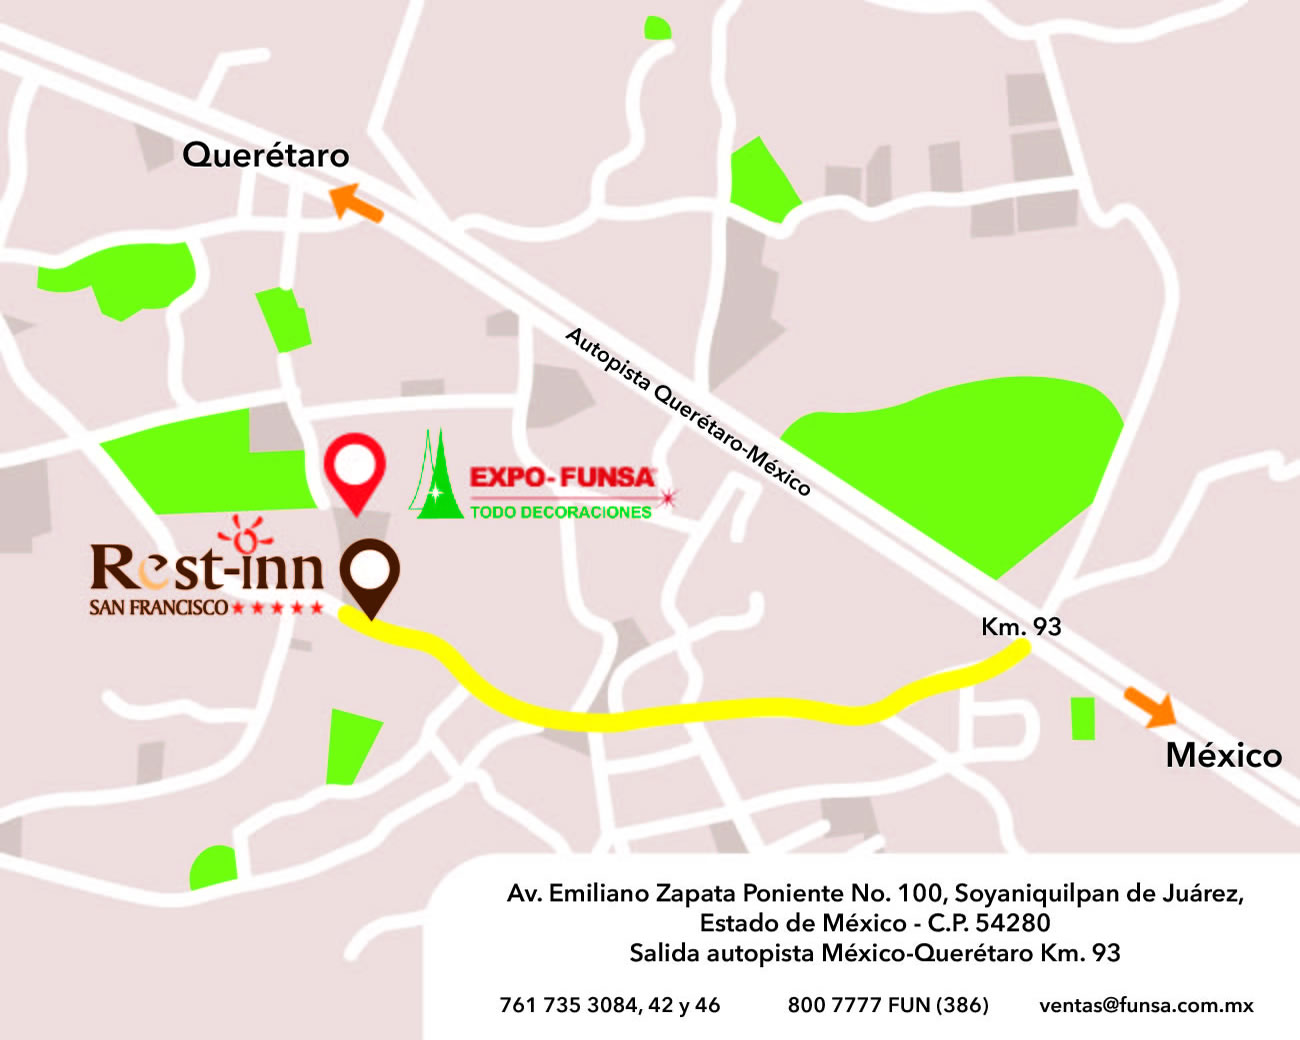 Querétaro
Autopista Querétaro-México
EXPO-FUNSA
TODO DECORACIONES
Rest-inn
SAN FRANCISCO
Km. 93
México
Av. Emiliano Zapata Poniente No. 100, Soyaniquilpan de Juárez,
Estado de México - C.P. 54280
Salida autopista México-Querétaro Km. 93
761 735 3084, 42 y 46 800 7777 FUN (386) ventas@funsa.com.mx